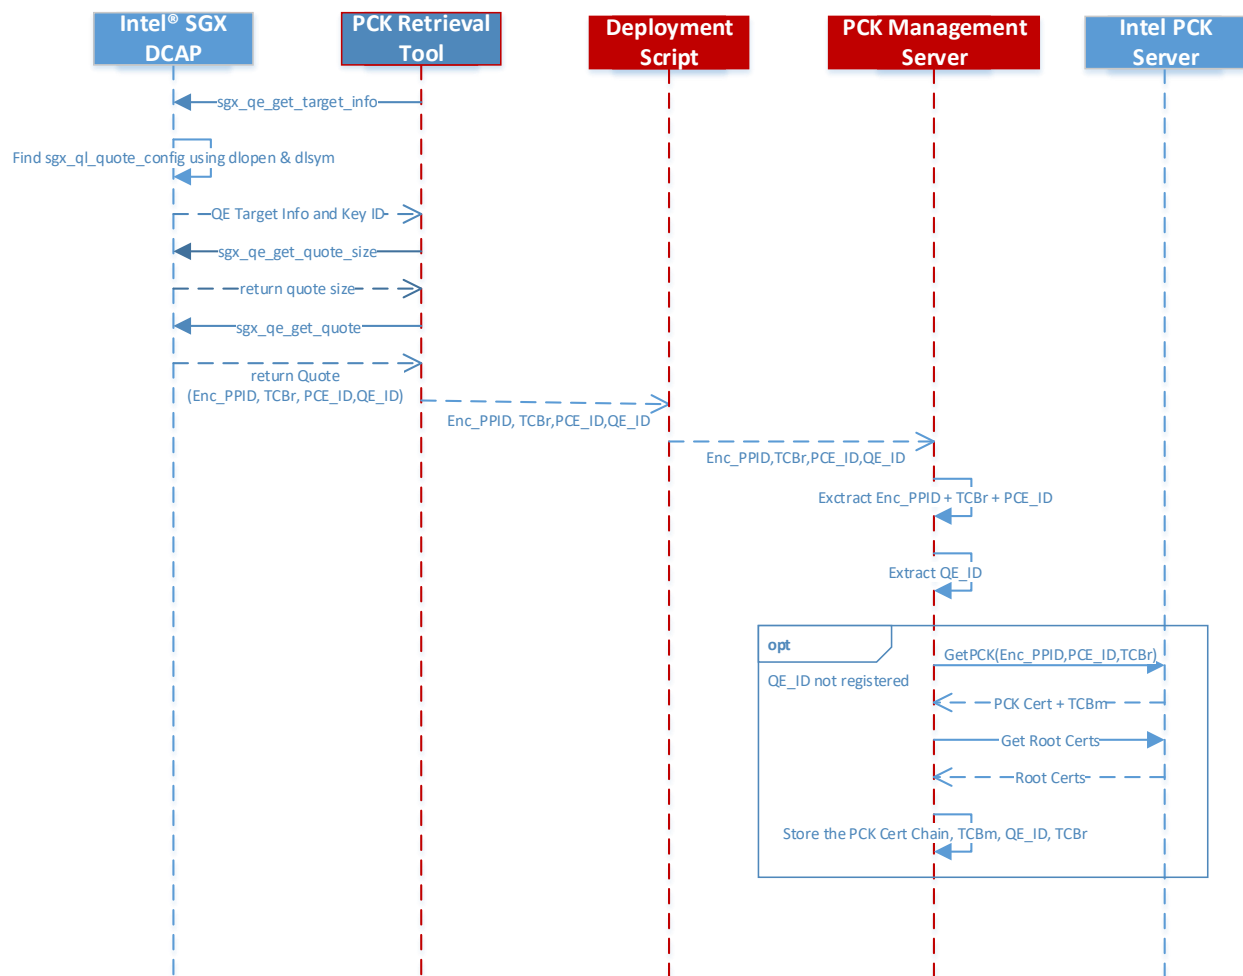 Intel® SGX
DCAP
PCK Retrieval
Tool
Deployment
Script
PCK Management
Server
Intel PCK
Server
sgx_qe_get_target_info
Find sgx_ql_quote_config using dlopen & dlsym
QE Target Info and Key ID
sgx_qe_get_quote_size
return quote size
sgx_qe_get_quote
return Quote
(Enc_PPID, TCBr, PCE_ID,QE_ID)
Enc_PPID, TCBr,PCE_ID,QE_ID
Enc_PPID,TCBr,PCE_ID,QE_ID
Exctract Enc_PPID + TCBr + PCE_ID
Extract QE_ID
opt
GetPCK(Enc_PPID,PCE_ID,TCBr)
QE_ID not registered
PCK Cert + TCBm
Get Root Certs
Root Certs
Store the PCK Cert Chain, TCBm, QE_ID, TCBr